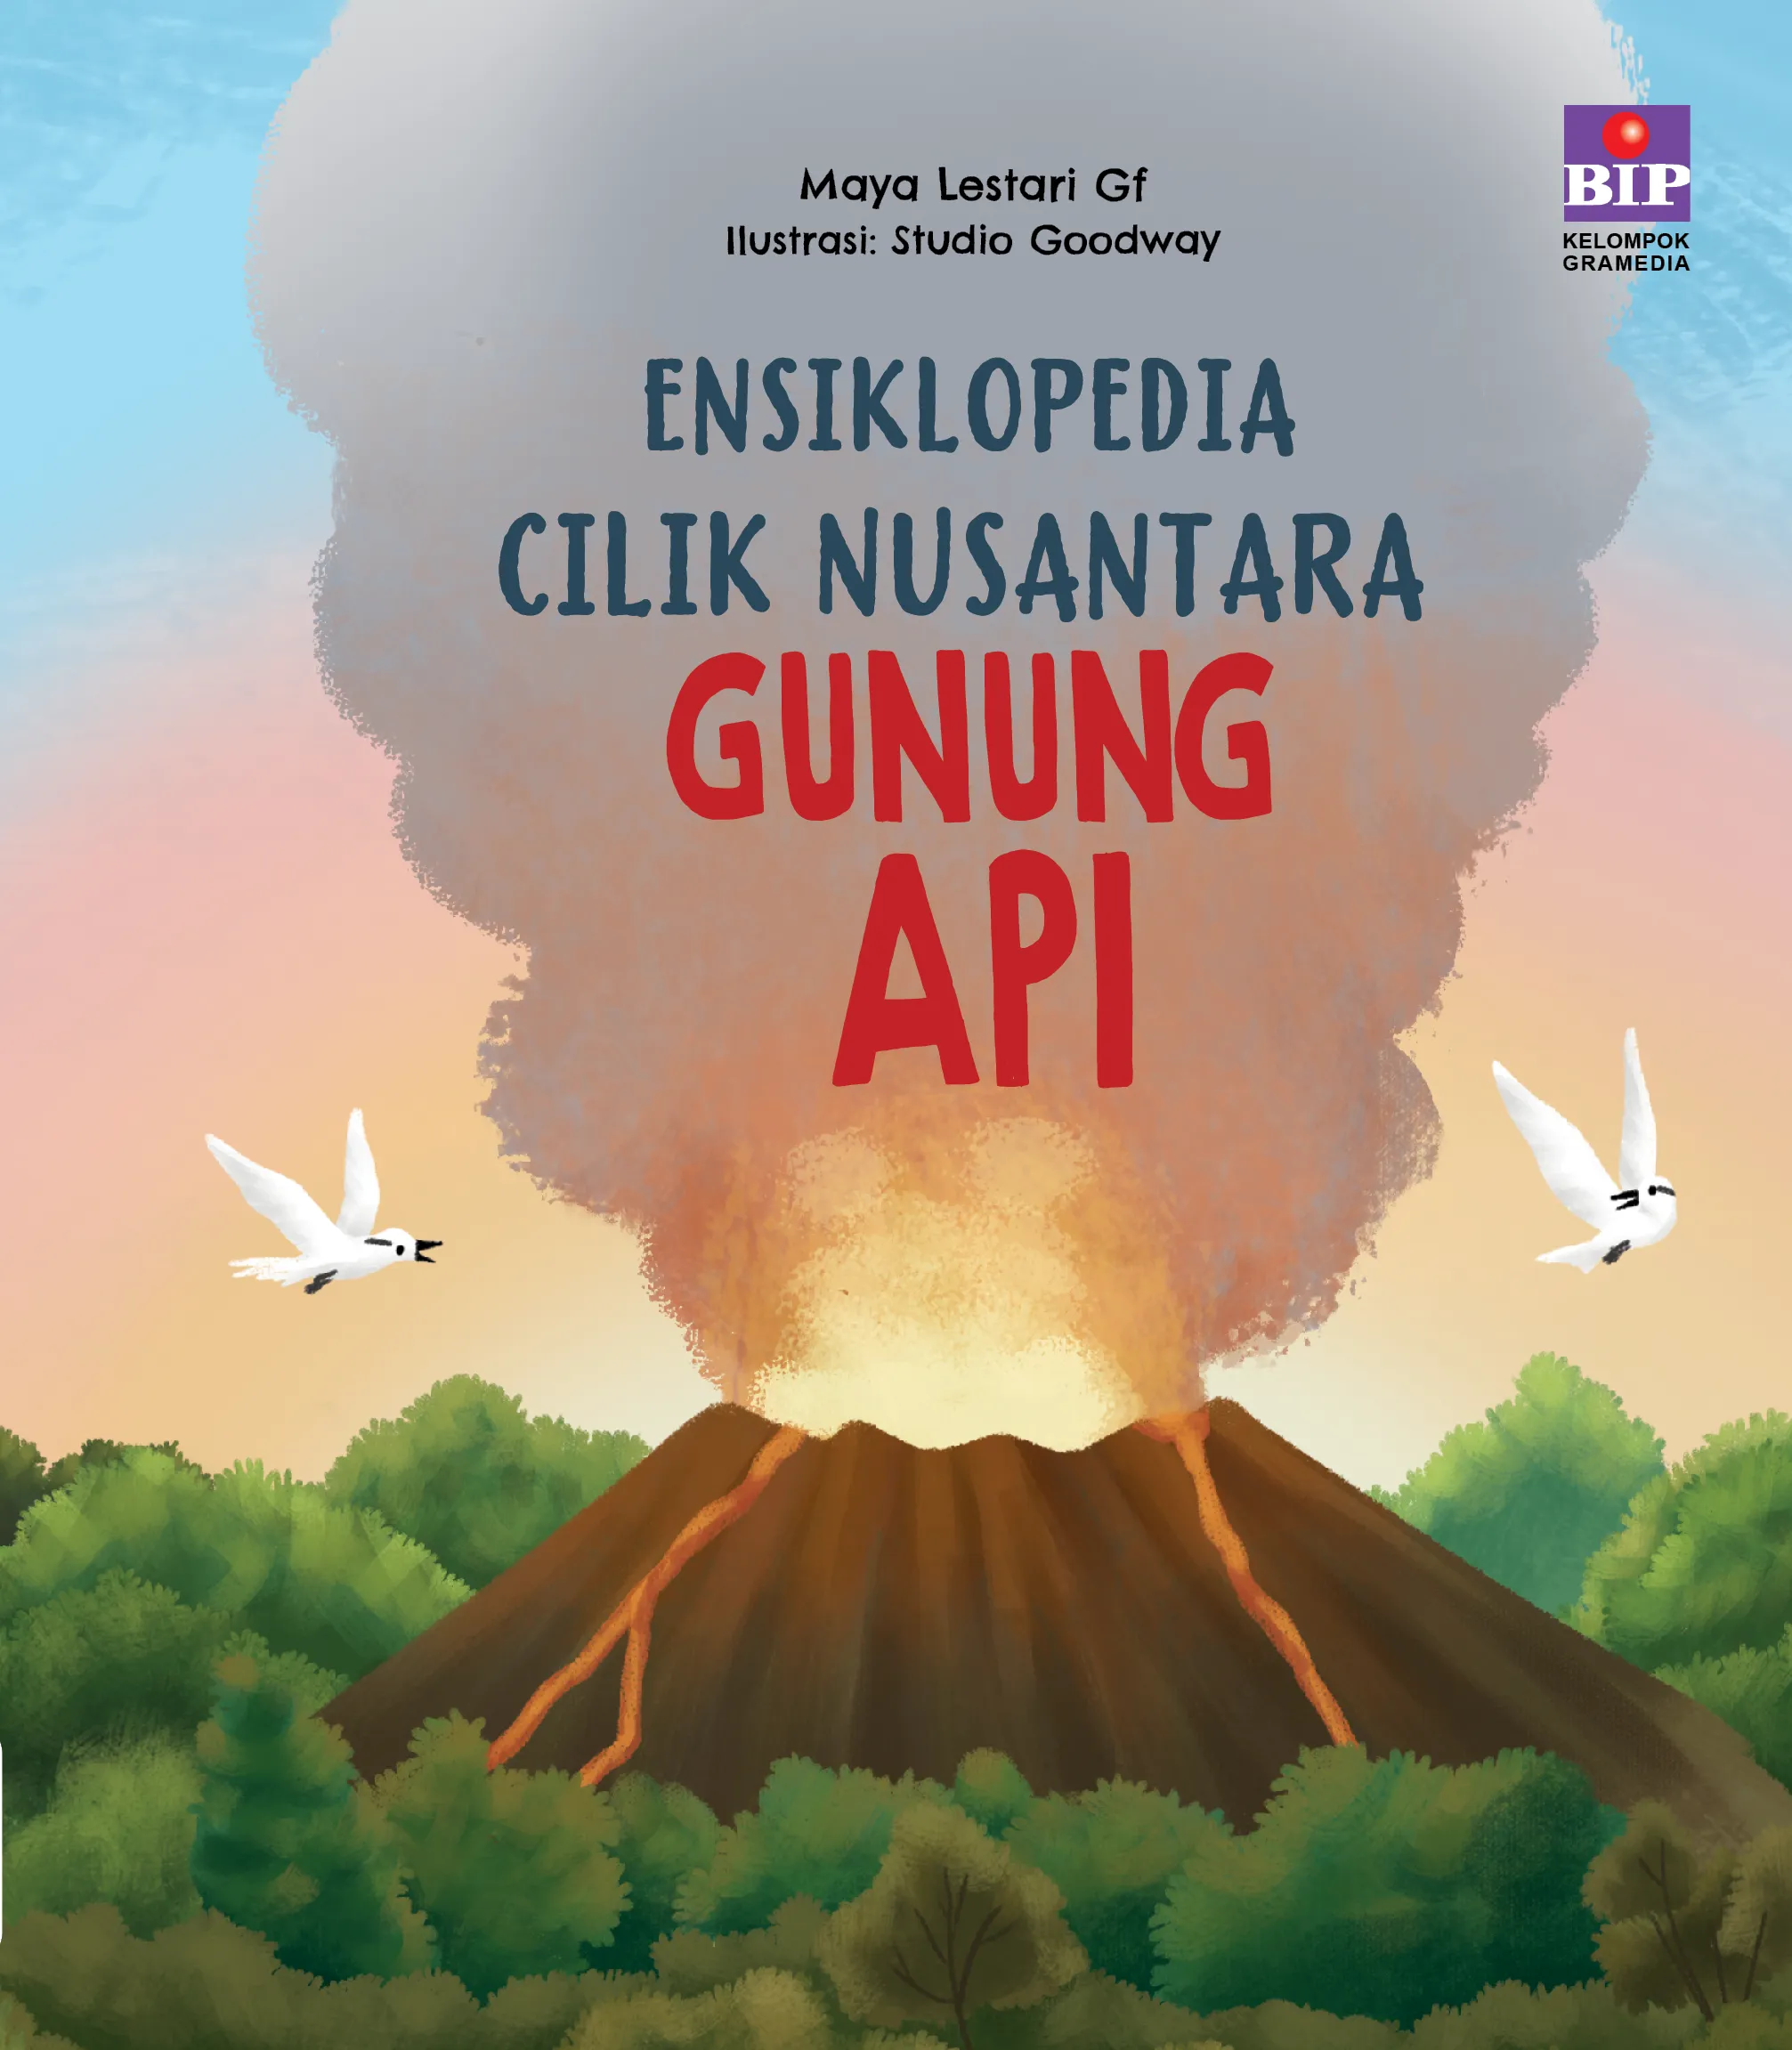 Maya Lestari Gf
Ilustrasi: Studio Goodway
BIP
KELOMPOK
GRAMEDIA
ENSIKLOPEDIA
CILIK NUSANTARA
GUNUNG
API